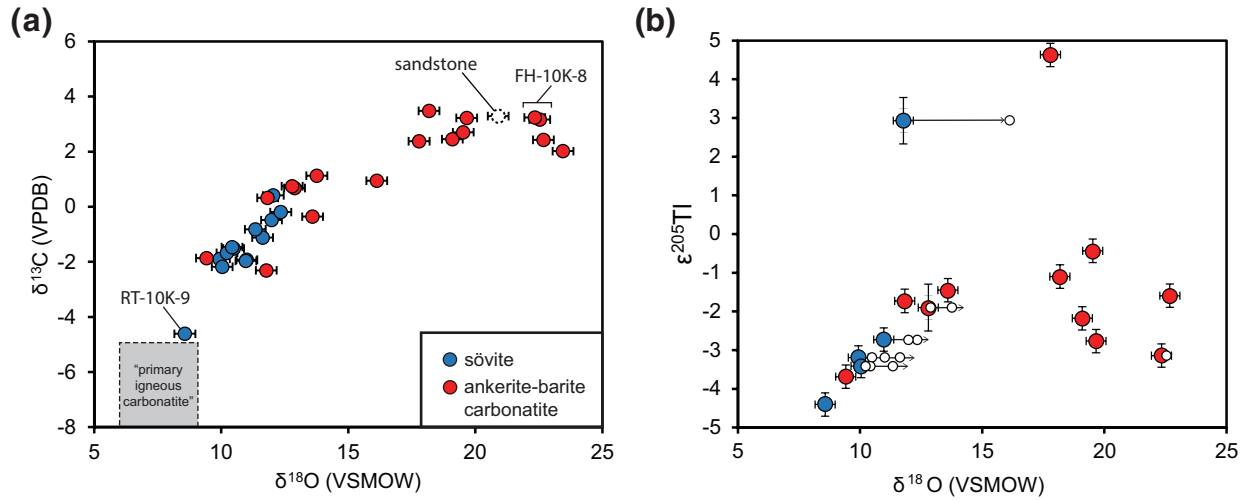 (a)
6
4
2
0
-2
-4
-6
-8
5
10
15
20
25
δ¹³C (VPDB)
δ¹⁸O (VSMOW)
sandstone
FH-10K-8
RT-10K-9
"primary
igneous
carbonatite"
sövite
ankerite-barite
carbonatite
(b)
5
4
3
2
1
0
-1
-2
-3
-4
-5
5
10
15
20
25
ε²⁰⁵Tl
δ¹⁸O (VSMOW)